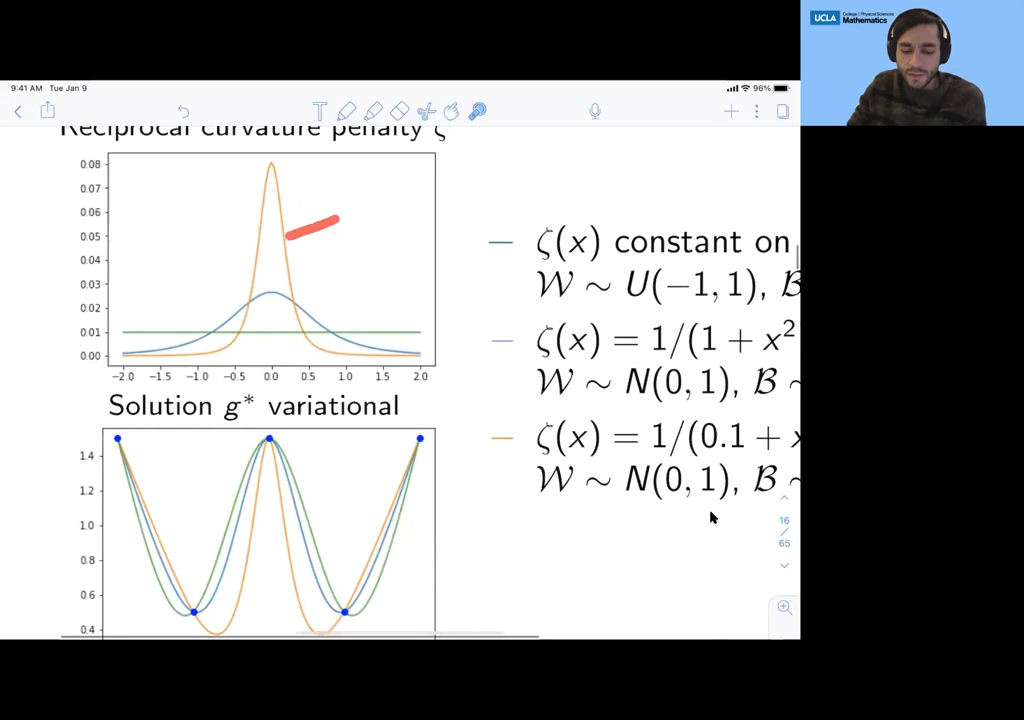 UCLA College | Physical Sciences
Mathematics
9:41 AM Tue Jan 9
96%
Reciprocal curvature penalty ζ
0.08
0.07
0.06
0.05
0.04
0.03
0.02
0.01
0.00
−2.0 −1.5 −1.0 −0.5 0.0 0.5 1.0 1.5 2.0
ζ(x) constant on
𝒲 ∼ U(−1, 1), ℬ
ζ(x) = 1/(1 + x²
𝒲 ∼ N(0, 1), ℬ ∼
ζ(x) = 1/(0.1 + x
𝒲 ∼ N(0, 1), ℬ ∼
16
/
65
Solution g* variational
1.4
1.2
1.0
0.8
0.6
0.4